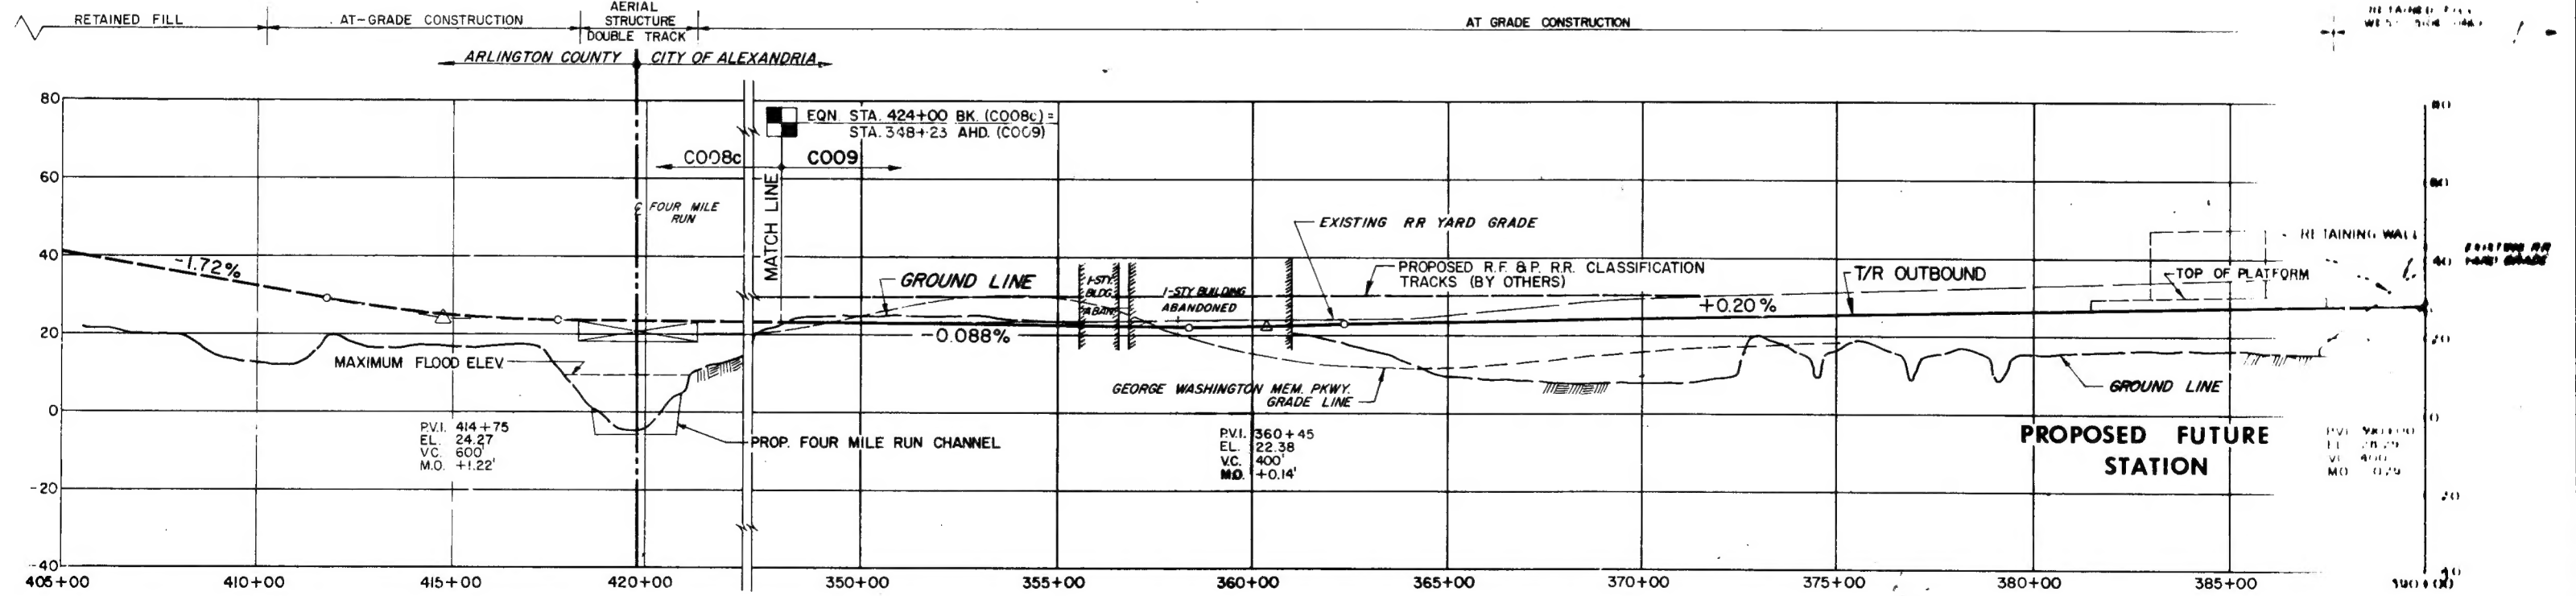 RETAINED FILL
AT-GRADE CONSTRUCTION
AERIAL
STRUCTURE
DOUBLE TRACK
AT GRADE CONSTRUCTION
ARLINGTON COUNTY
CITY OF ALEXANDRIA
80
60
40
20
0
-20
-40
EQN. STA. 424+00 BK. (C008c) =
STA. 348+23 AHD. (C009)
C008c
C009
MATCH LINE
℄ FOUR MILE
RUN
-1.72%
MAXIMUM FLOOD ELEV.
P.V.I. 414+75
EL. 24.27
V.C. 600'
M.O. +1.22'
PROP. FOUR MILE RUN CHANNEL
GROUND LINE
-0.088%
1-STY.
BLDG.
ABAN.
1-STY BUILDING
ABANDONED
EXISTING RR YARD GRADE
PROPOSED R.F. & P. R.R. CLASSIFICATION
TRACKS (BY OTHERS)
GEORGE WASHINGTON MEM. PKWY.
GRADE LINE
P.V.I. 360+45
EL. 22.38
V.C. 400'
M.O. +0.14'
+0.20%
T/R OUTBOUND
TOP OF PLATFORM
RETAINING WALL
GROUND LINE
PROPOSED FUTURE
STATION
40
20
0
405+00
410+00
415+00
420+00
350+00
355+00
360+00
365+00
370+00
375+00
380+00
385+00